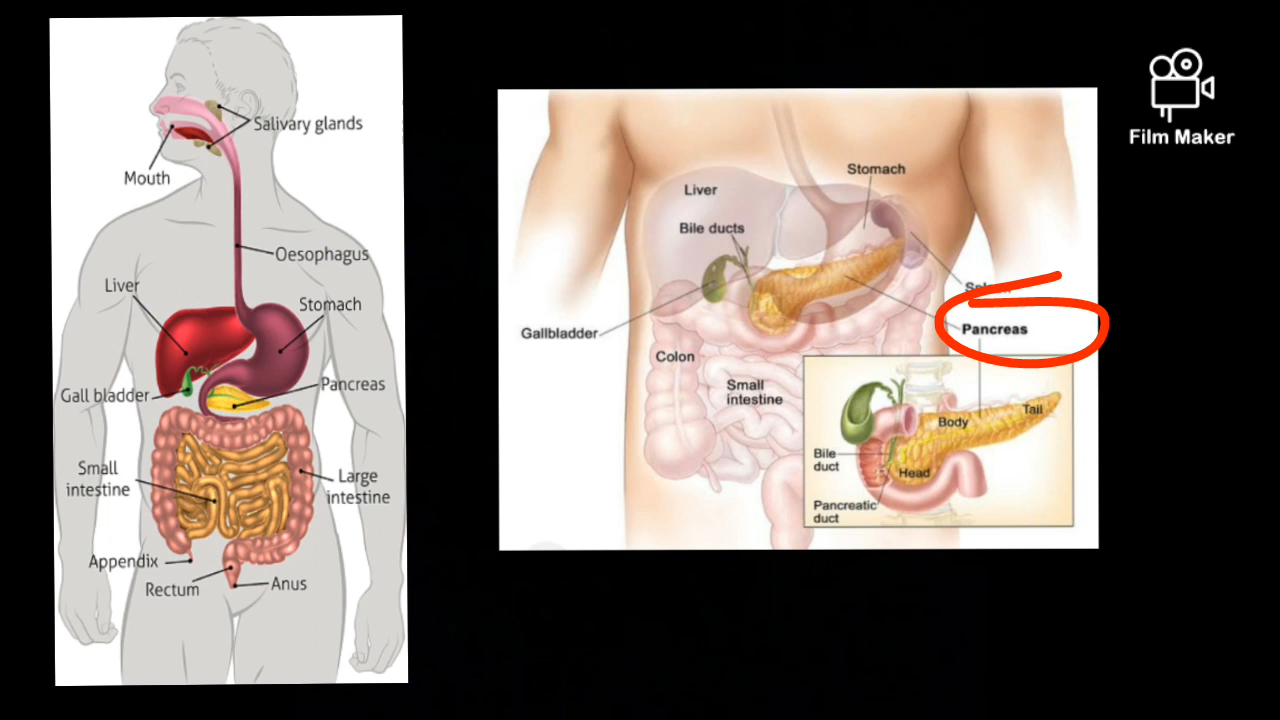 Salivary glands
Mouth
Oesophagus
Liver
Stomach
Gall bladder
Pancreas
Small
intestine
Large
intestine
Appendix
Rectum
Anus
Stomach
Liver
Bile ducts
Gallbladder
Pancreas
Colon
Small
intestine
Tail
Body
Bile
duct
Head
Pancreatic
duct
Film Maker